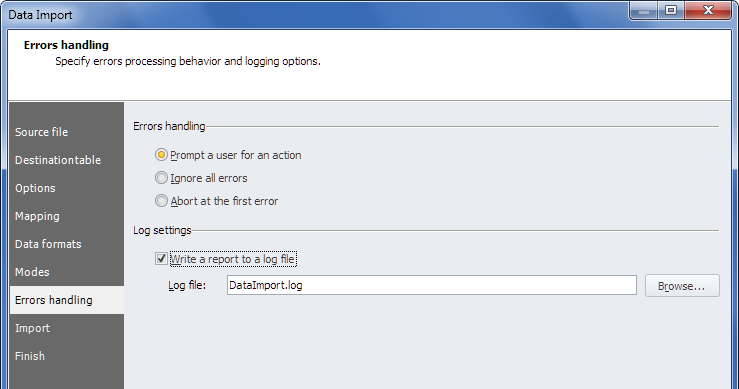 Data Import
Errors handling
Specify errors processing behavior and logging options.
Source file
Destinationtable
Options
Mapping
Data formats
Modes
Errors handling
Import
Finish
Errors handling
Prompt a user for an action
Ignore all errors
Abort at the first error
Log settings
Write a report to a log file
Log file:
DataImport.log
Browse...